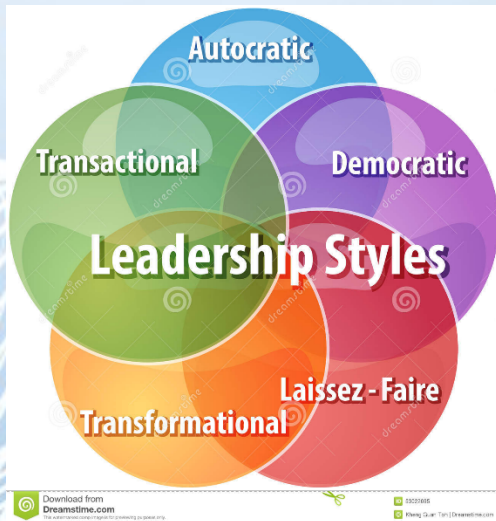 Autocratic
Transactional
Democratic
Leadership Styles
Laissez - Faire
Transformational
Download from
Dreamstime.com